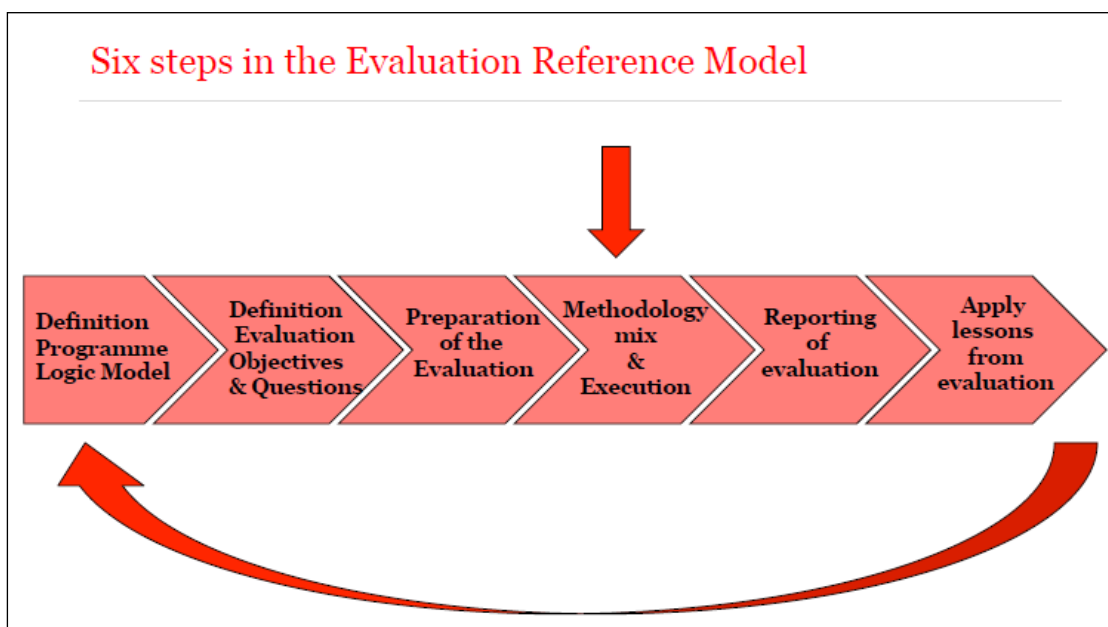 Six steps in the Evaluation Reference Model
Definition
Programme
Logic Model
Definition
Evaluation
Objectives
& Questions
Preparation
of the
Evaluation
Methodology
mix
&
Execution
Reporting
of
evaluation
Apply
lessons
from
evaluation